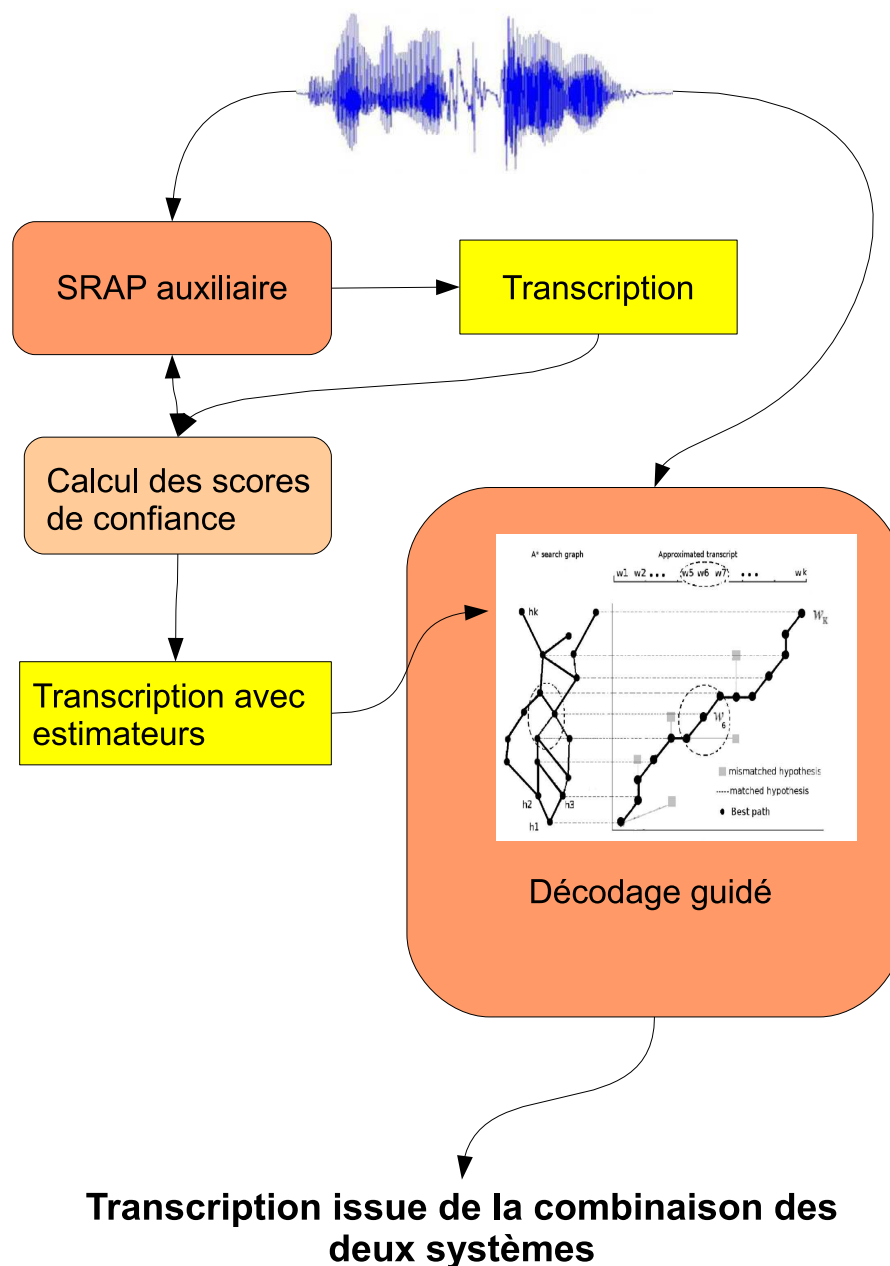 SRAP auxiliaire
Transcription
Calcul des scores
de confiance
Transcription avec
estimateurs
A* search graph
Approximated transcript
w1 w2 ... w5 w6 w7 ... wk
hk
W_K
W_6
mismatched hypothesis
matched hypothesis
Best path
h2
h3
h1
Décodage guidé
Transcription issue de la combinaison des
deux systèmes